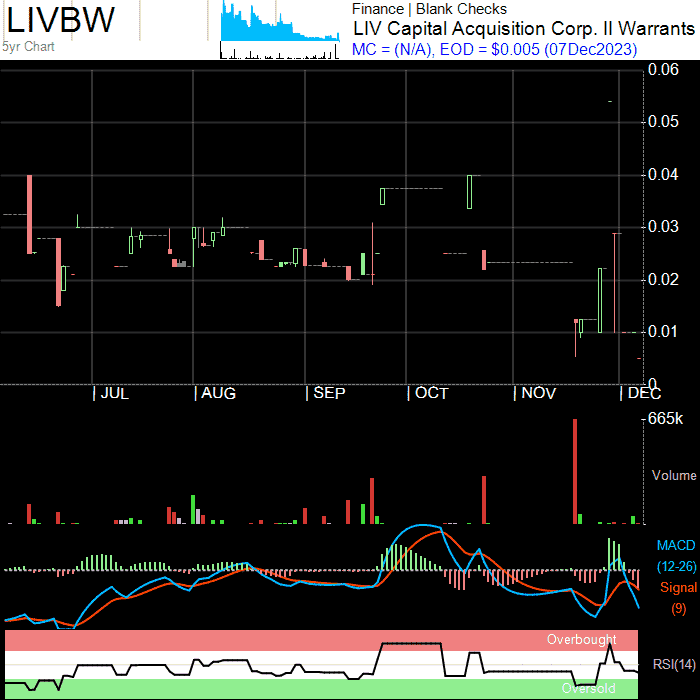 LIVBW
5yr Chart
Finance | Blank Checks
LIV Capital Acquisition Corp. II Warrants
MC = (N/A), EOD = $0.005 (07Dec2023)
0.06
0.05
0.04
0.03
0.02
0.01
0
| JUL | AUG | SEP | OCT | NOV | DEC
665k
Volume
MACD
(12-26)
Signal
(9)
Overbought
RSI(14)
Oversold